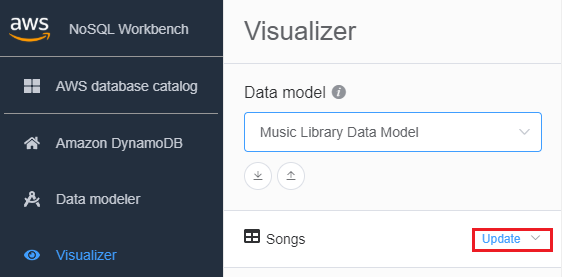 aws NoSQL Workbench
AWS database catalog
Amazon DynamoDB
Data modeler
Visualizer
Visualizer
Data model
Music Library Data Model
Songs
Update